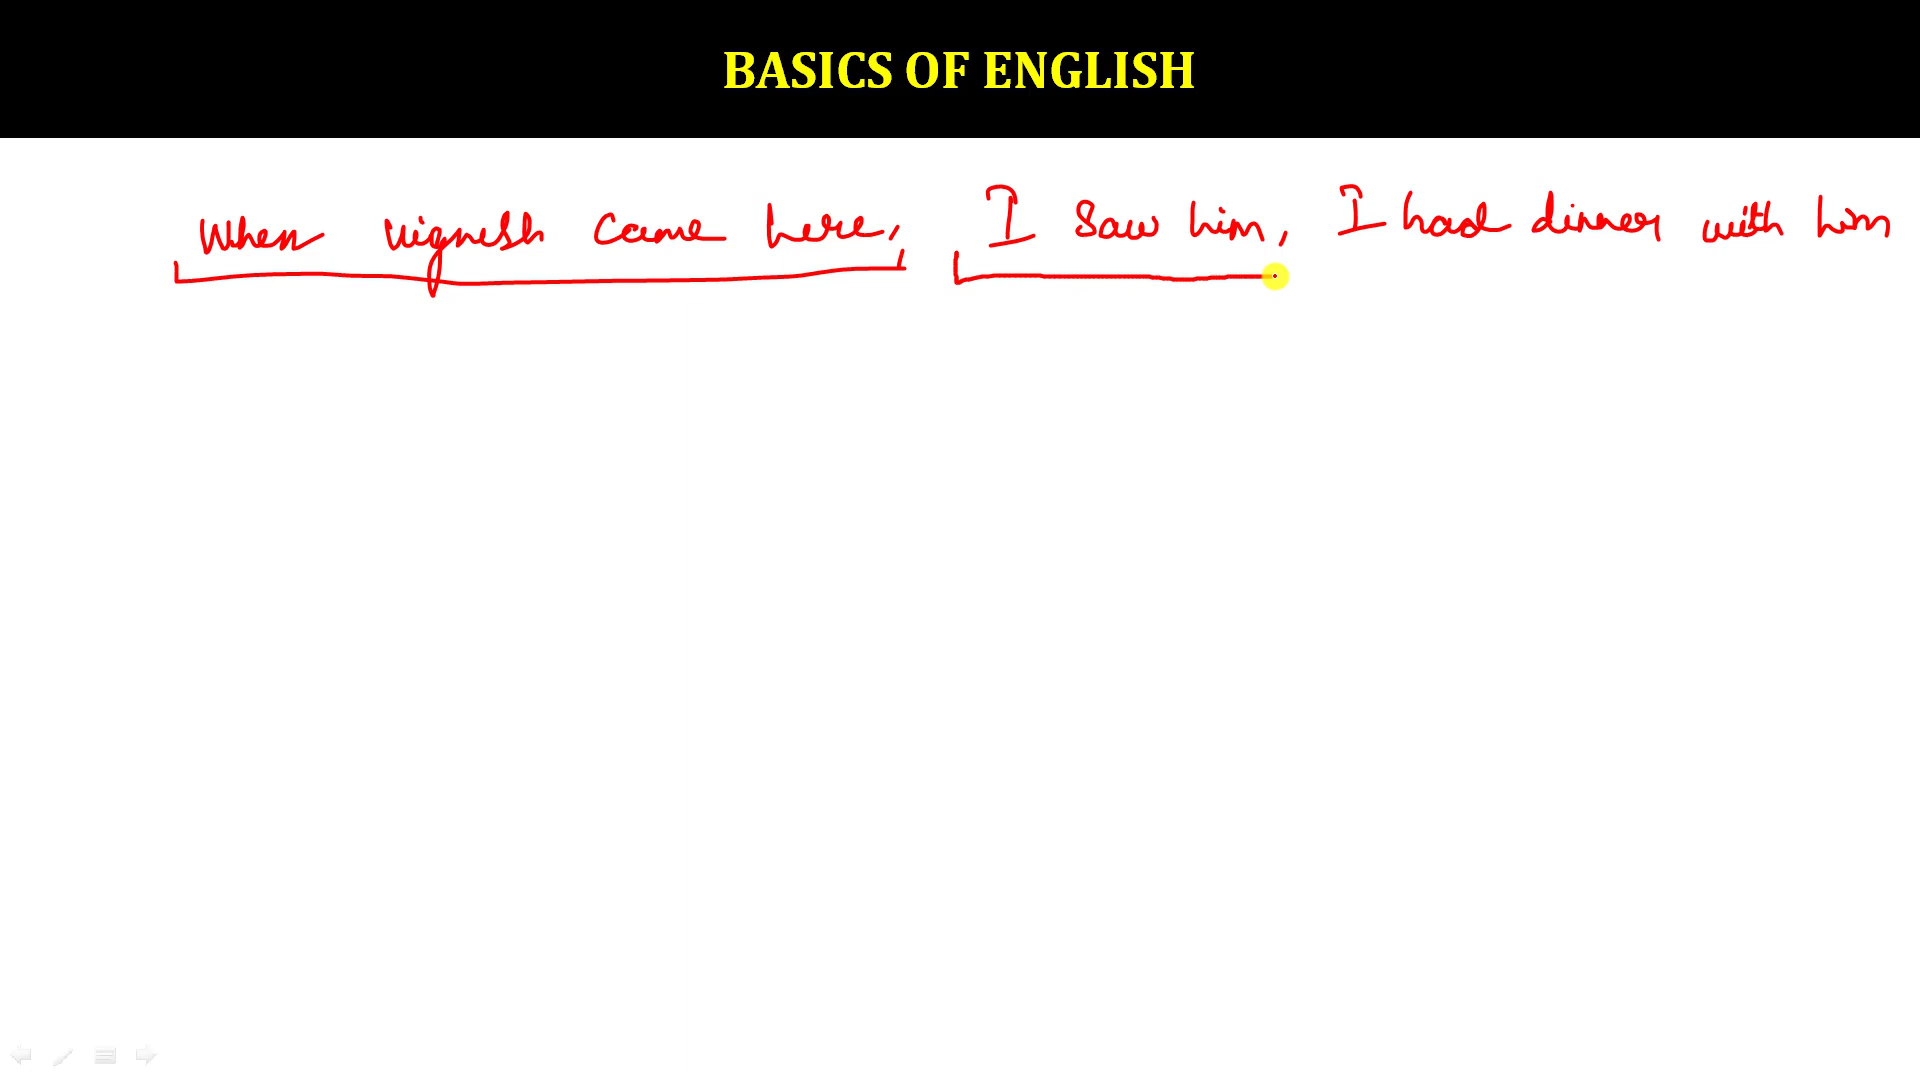 BASICS OF ENGLISH
When vignesh came here, I saw him, I had dinner with him